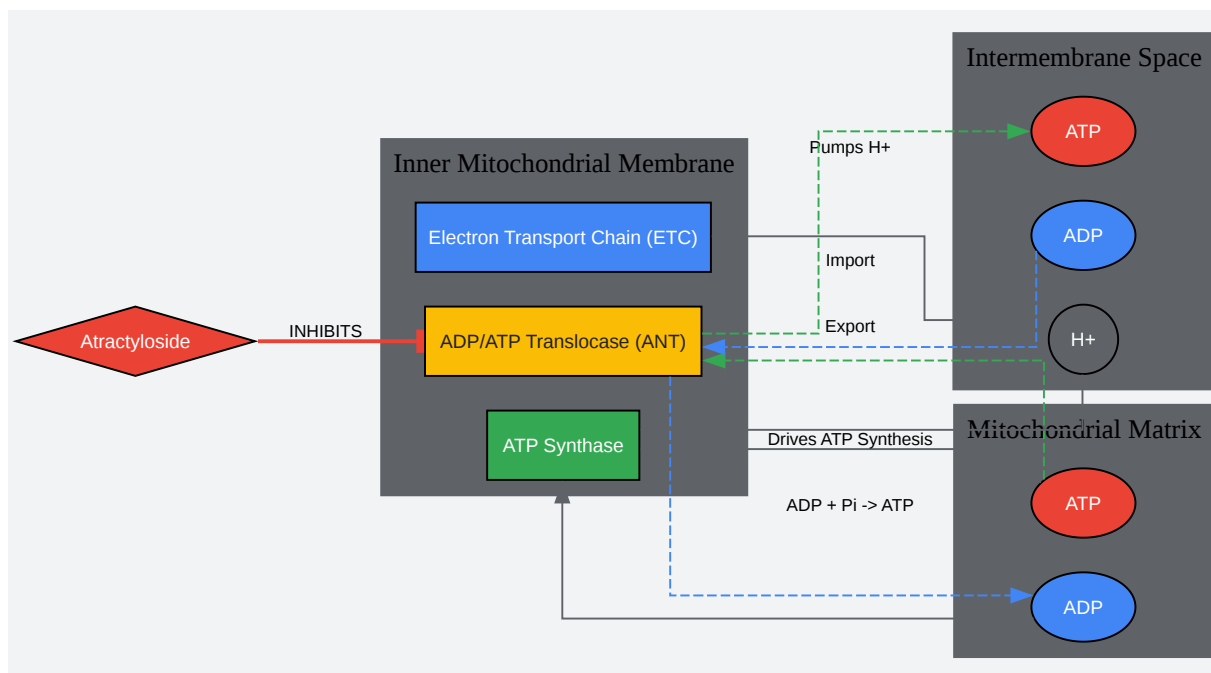 Intermembrane Space
ATP
Pumps H+
Inner Mitochondrial Membrane
Electron Transport Chain (ETC)
ADP
Import
Atractyloside
INHIBITS
ADP/ATP Translocase (ANT)
Export
H+
Mitochondrial Matrix
ATP Synthase
Drives ATP Synthesis
ADP + Pi -> ATP
ATP
ADP